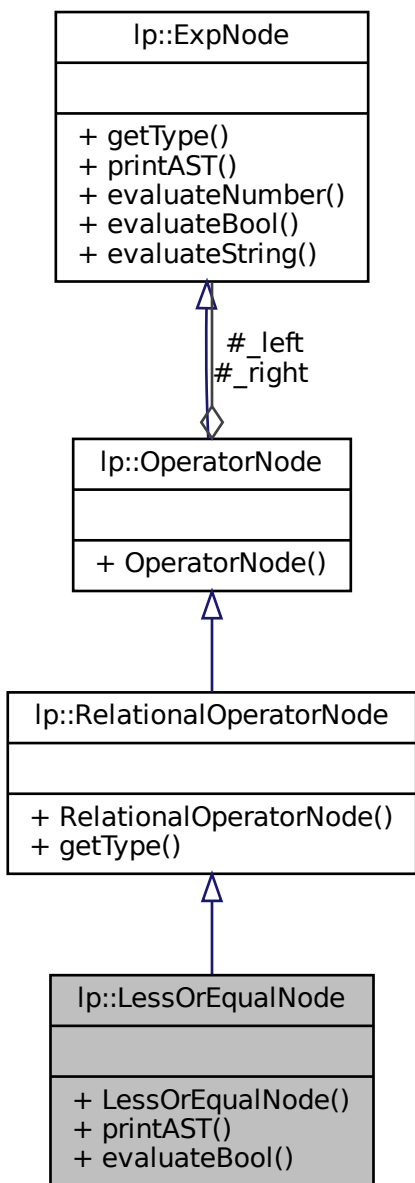 lp::ExpNode
+ getType()
+ printAST()
+ evaluateNumber()
+ evaluateBool()
+ evaluateString()
#_left
#_right
lp::OperatorNode
+ OperatorNode()
lp::RelationalOperatorNode
+ RelationalOperatorNode()
+ getType()
lp::LessOrEqualNode
+ LessOrEqualNode()
+ printAST()
+ evaluateBool()